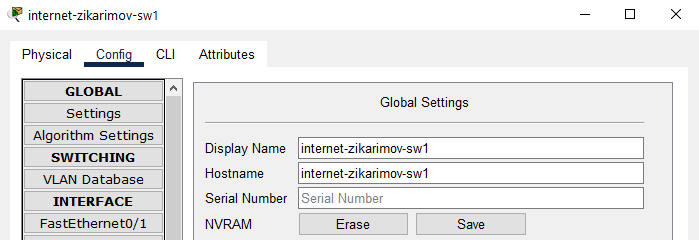 internet-zikarimov-sw1
Physical Config CLI Attributes
GLOBAL
Settings
Algorithm Settings
SWITCHING
VLAN Database
INTERFACE
FastEthernet0/1
Global Settings
Display Name internet-zikarimov-sw1
Hostname internet-zikarimov-sw1
Serial Number Serial Number
NVRAM Erase Save